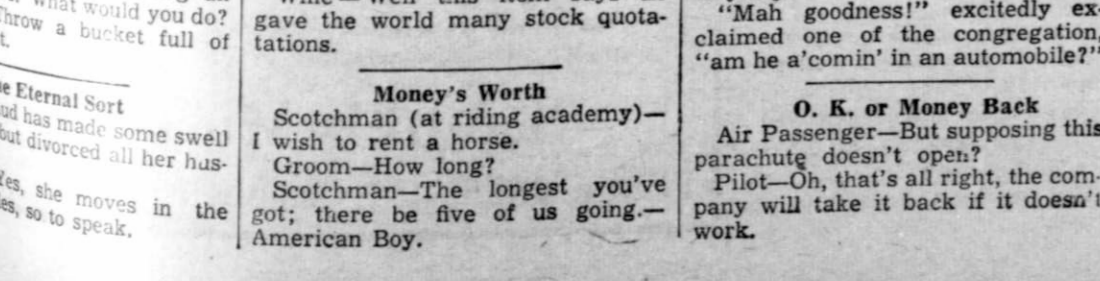 what would you do?
Throw a bucket full of
Eternal Sort
has made some swell
but divorced all her hus-
Yes, she moves in the
so to speak.
gave the world many stock quota-
tations.
Money's Worth
Scotchman (at riding academy)—
I wish to rent a horse.
Groom—How long?
Scotchman—The longest you've
got; there be five of us going.—
American Boy.
"Mah goodness!" excitedly ex-
claimed one of the congregation,
"am he a'comin' in an automobile?"
O. K. or Money Back
Air Passenger—But supposing this
parachute doesn't open?
Pilot—Oh, that's all right, the com-
pany will take it back if it doesn't
work.